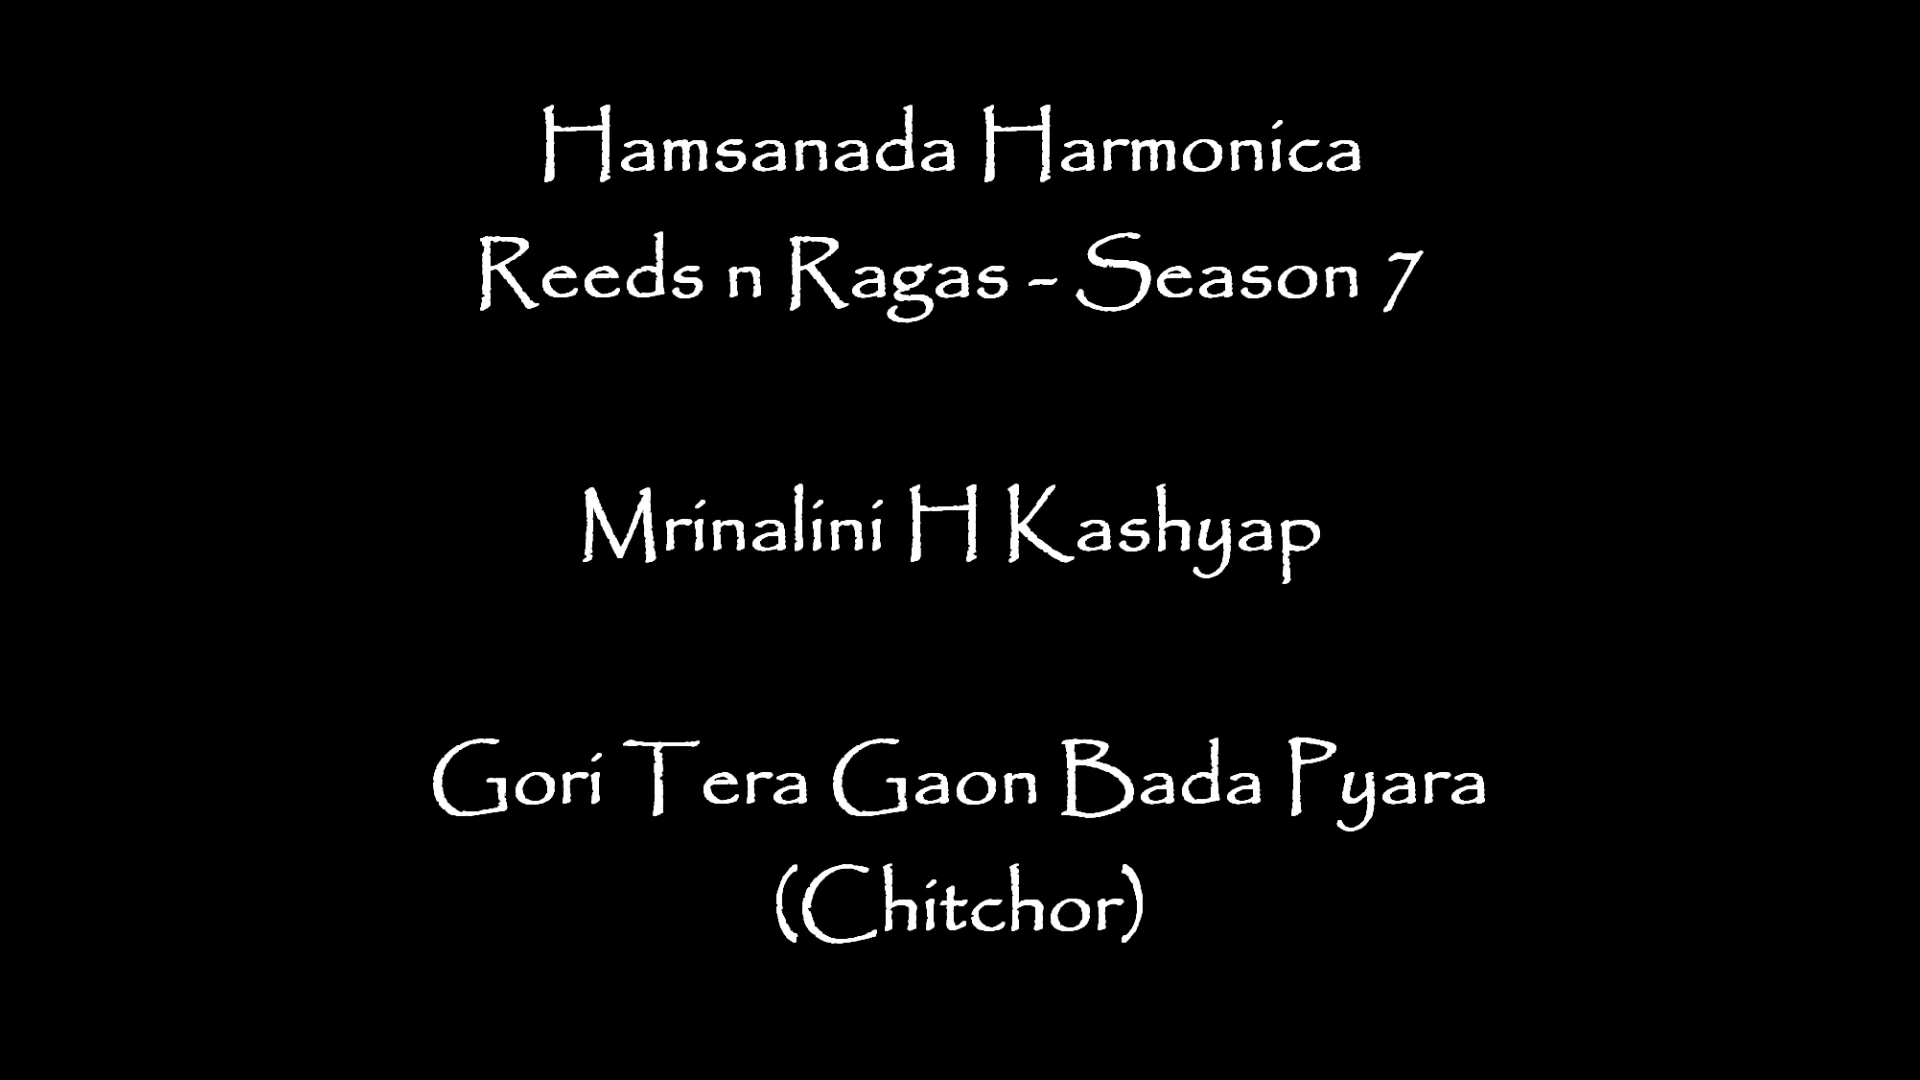 Hamsanada Harmonica
Reeds n Ragas - Season 7
Mrinalini H Kashyap
Gori Tera Gaon Bada Pyara
(Chitchor)